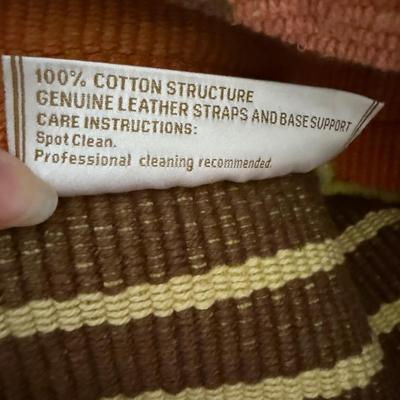 100% COTTON STRUCTURE
GENUINE LEATHER STRAPS AND BASE SUPPORT
CARE INSTRUCTIONS:
Spot Clean.
Professional cleaning recommended.